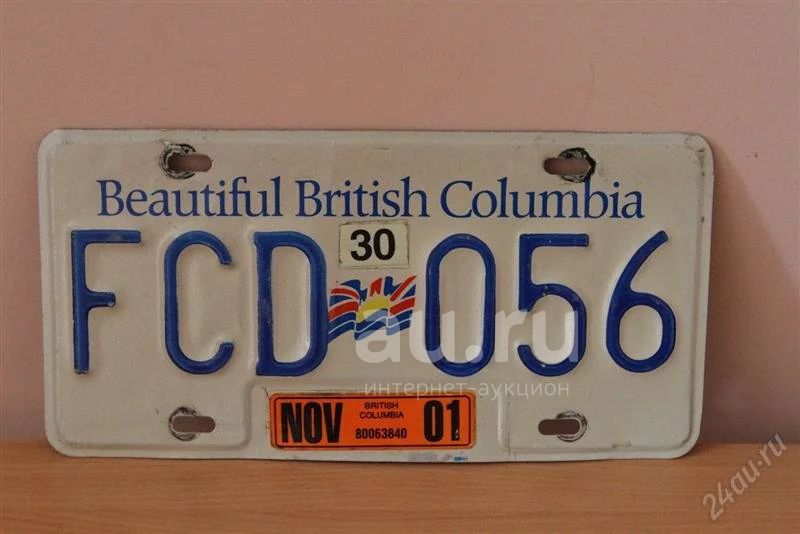 Beautiful British Columbia
30
FCD 056
au.ru
интернет-аукцион
NOV BRITISH COLUMBIA 80063840 01
24au.ru